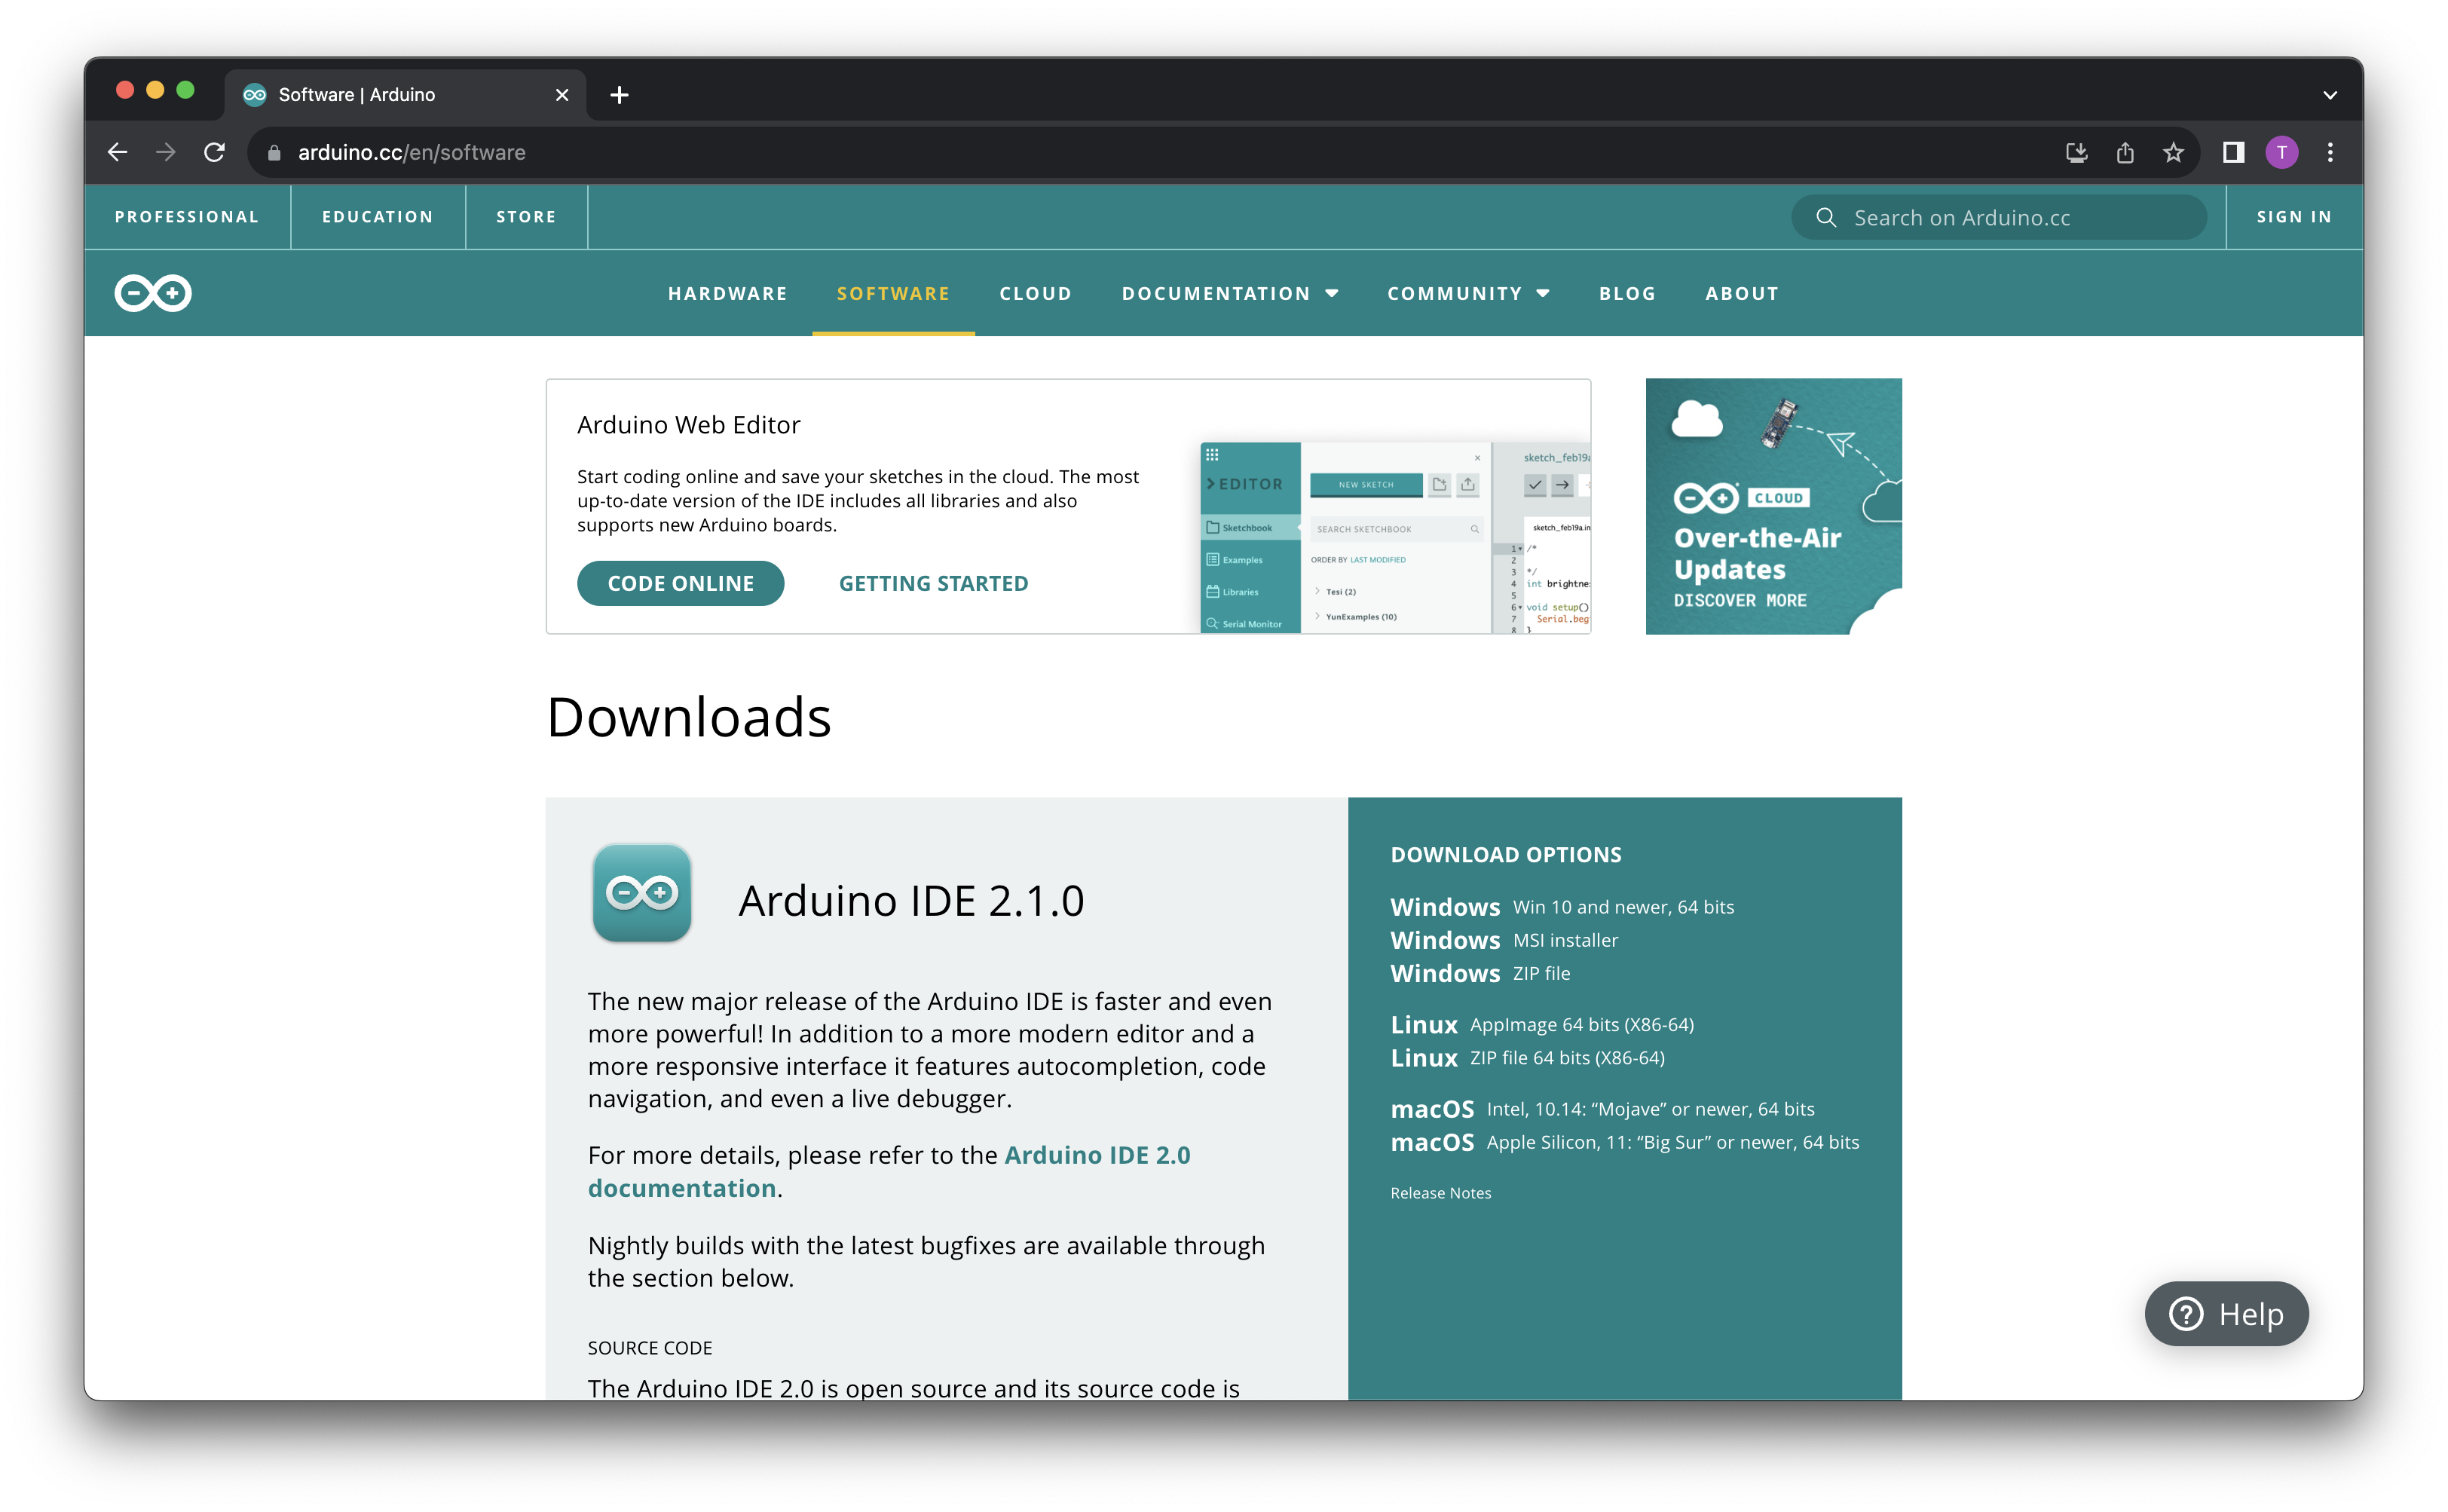 Software | Arduino
arduino.cc/en/software
T
PROFESSIONAL
EDUCATION
STORE
Search on Arduino.cc
SIGN IN
HARDWARE
SOFTWARE
CLOUD
DOCUMENTATION
COMMUNITY
BLOG
ABOUT
Arduino Web Editor
Start coding online and save your sketches in the cloud. The most
up-to-date version of the IDE includes all libraries and also
supports new Arduino boards.
CODE ONLINE
GETTING STARTED
EDITOR
Sketchbook
Examples
Libraries
Serial Monitor
NEW SKETCH
SEARCH SKETCHBOOK
ORDER BY LAST MODIFIED
Tesi (2)
YunExamples (10)
sketch_feb19a
sketch_feb19a.in
1 /*
2
3 */
4 int brightne
5
6 void setup()
7 Serial.beg
8 }
CLOUD
Over-the-Air
Updates
DISCOVER MORE
Downloads
Arduino IDE 2.1.0
The new major release of the Arduino IDE is faster and even
more powerful! In addition to a more modern editor and a
more responsive interface it features autocompletion, code
navigation, and even a live debugger.
For more details, please refer to the Arduino IDE 2.0
documentation.
Nightly builds with the latest bugfixes are available through
the section below.
SOURCE CODE
The Arduino IDE 2.0 is open source and its source code is
DOWNLOAD OPTIONS
Windows Win 10 and newer, 64 bits
Windows MSI installer
Windows ZIP file
Linux AppImage 64 bits (X86-64)
Linux ZIP file 64 bits (X86-64)
macOS Intel, 10.14: “Mojave” or newer, 64 bits
macOS Apple Silicon, 11: “Big Sur” or newer, 64 bits
Release Notes
Help